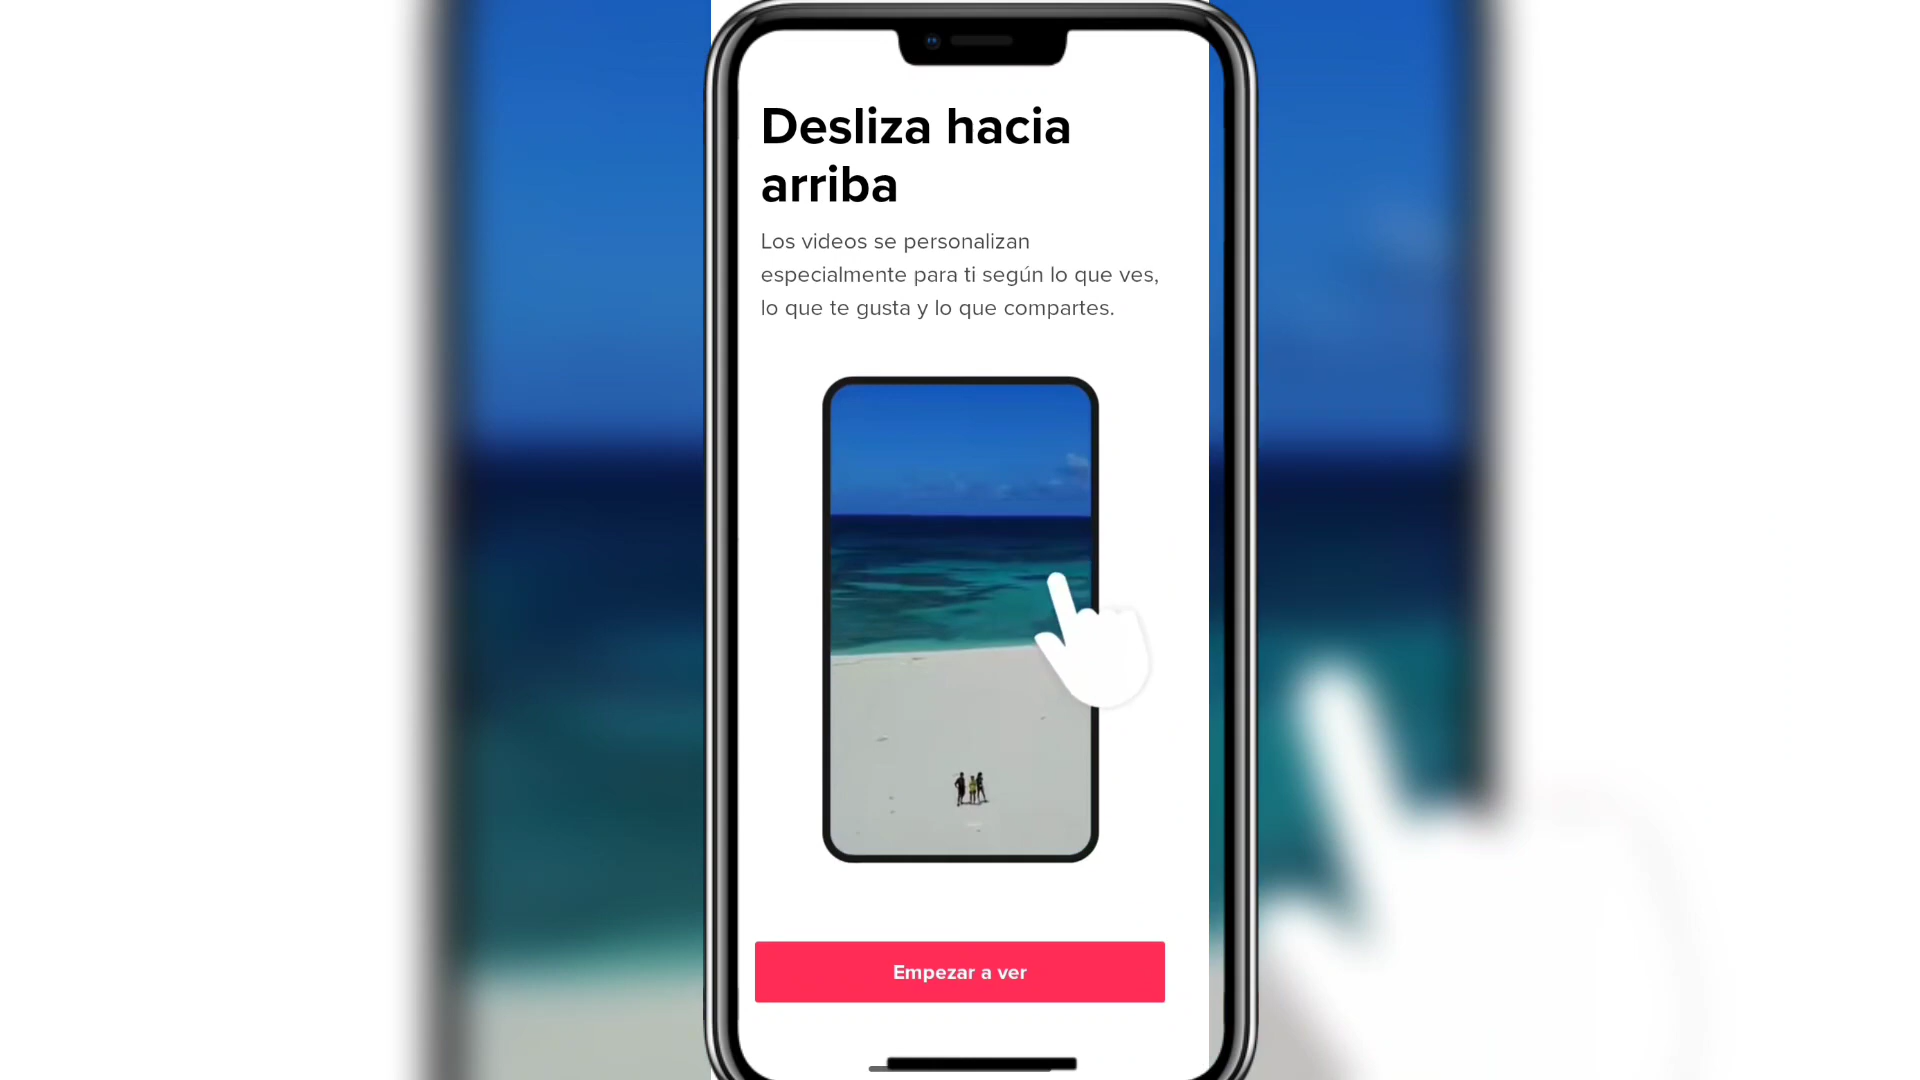 Desliza hacia
arriba
Los videos se personalizan
especialmente para ti según lo que ves,
lo que te gusta y lo que compartes.
Empezar a ver